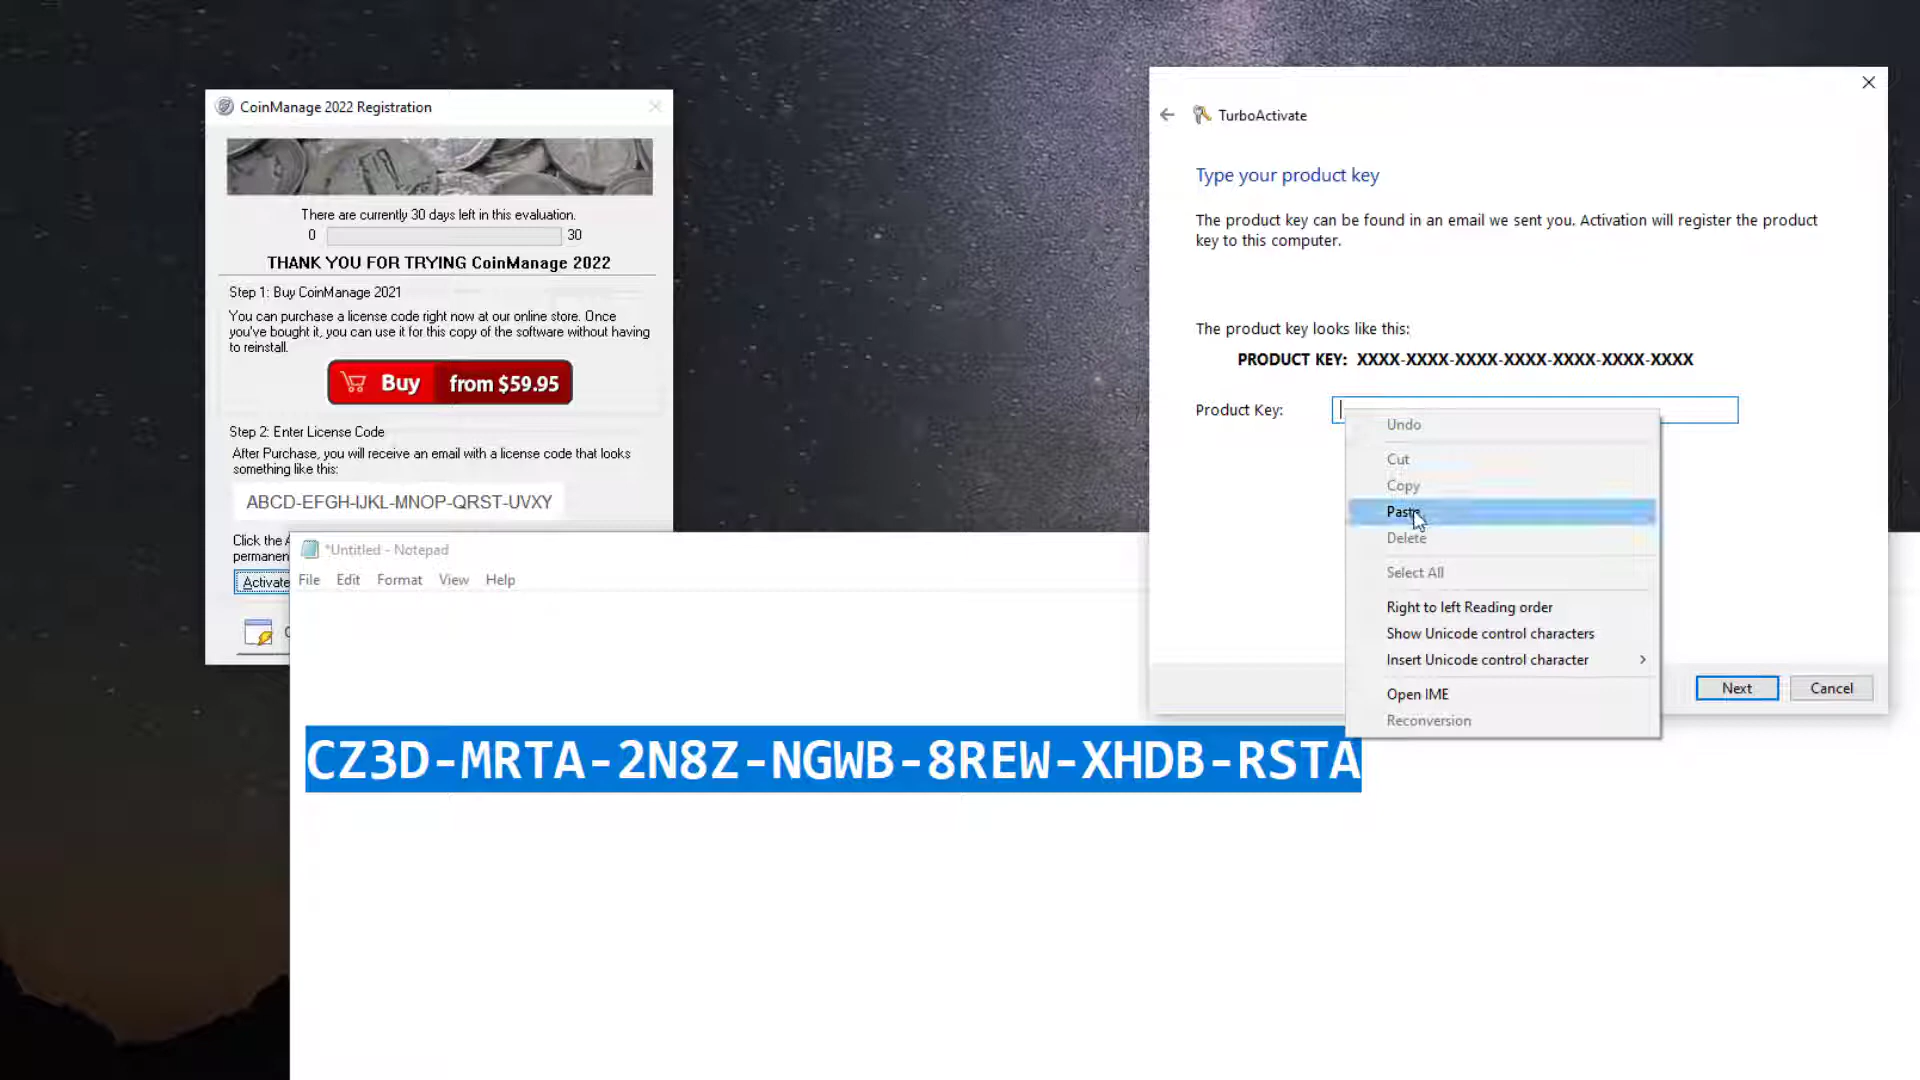 CoinManage 2022 Registration
There are currently 30 days left in this evaluation.
0 30
THANK YOU FOR TRYING CoinManage 2022
Step 1: Buy CoinManage 2021
You can purchase a license code right now at our online store. Once
you've bought it, you can use it for this copy of the software without having
to reinstall.
Buy from $59.95
Step 2: Enter License Code
After Purchase, you will receive an email with a license code that looks
something like this:
ABCD-EFGH-IJKL-MNOP-QRST-UVXY
Click the
permanen
Activate
*Untitled - Notepad
File Edit Format View Help
CZ3D-MRTA-2N8Z-NGWB-8REW-XHDB-RSTA
TurboActivate
Type your product key
The product key can be found in an email we sent you. Activation will register the product
key to this computer.
The product key looks like this:
PRODUCT KEY: XXXX-XXXX-XXXX-XXXX-XXXX-XXXX-XXXX
Product Key:
Undo
Cut
Copy
Paste
Delete
Select All
Right to left Reading order
Show Unicode control characters
Insert Unicode control character
Open IME
Reconversion
Next Cancel